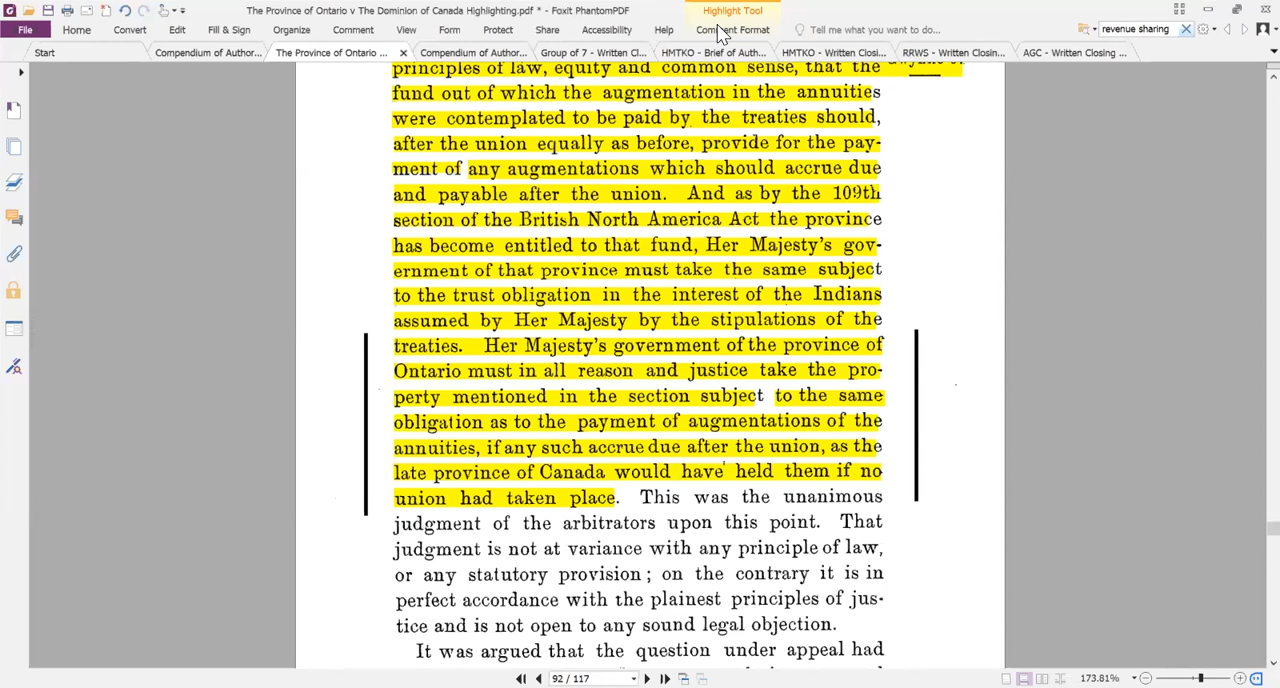 The Province of Ontario v The Dominion of Canada Highlighting.pdf * - Foxit PhantomPDF
Highlight Tool
File Home Convert Edit Fill & Sign Organize Comment View Form Protect Share Accessibility Help Comment Format Tell me what you want to do... revenue sharing
Start Compendium of Author... The Province of Ontario ... Compendium of Author... Group of 7 - Written Cl... HMTKO - Brief of Auth... HMTKO - Written Closi... RRWS - Written Closin... AGC - Written Closing ...
principles of law, equity and common sense, that the
fund out of which the augmentation in the annuities
were contemplated to be paid by the treaties should,
after the union equally as before, provide for the pay-
ment of any augmentations which should accrue due
and payable after the union. And as by the 109th
section of the British North America Act the province
has become entitled to that fund, Her Majesty's gov-
ernment of that province must take the same subject
to the trust obligation in the interest of the Indians
assumed by Her Majesty by the stipulations of the
treaties. Her Majesty's government of the province of
Ontario must in all reason and justice take the pro-
perty mentioned in the section subject to the same
obligation as to the payment of augmentations of the
annuities, if any such accrue due after the union, as the
late province of Canada would have held them if no
union had taken place. This was the unanimous
judgment of the arbitrators upon this point. That
judgment is not at variance with any principle of law,
or any statutory provision; on the contrary it is in
perfect accordance with the plainest principles of jus-
tice and is not open to any sound legal objection.
It was argued that the question under appeal had
92 / 117 173.81%